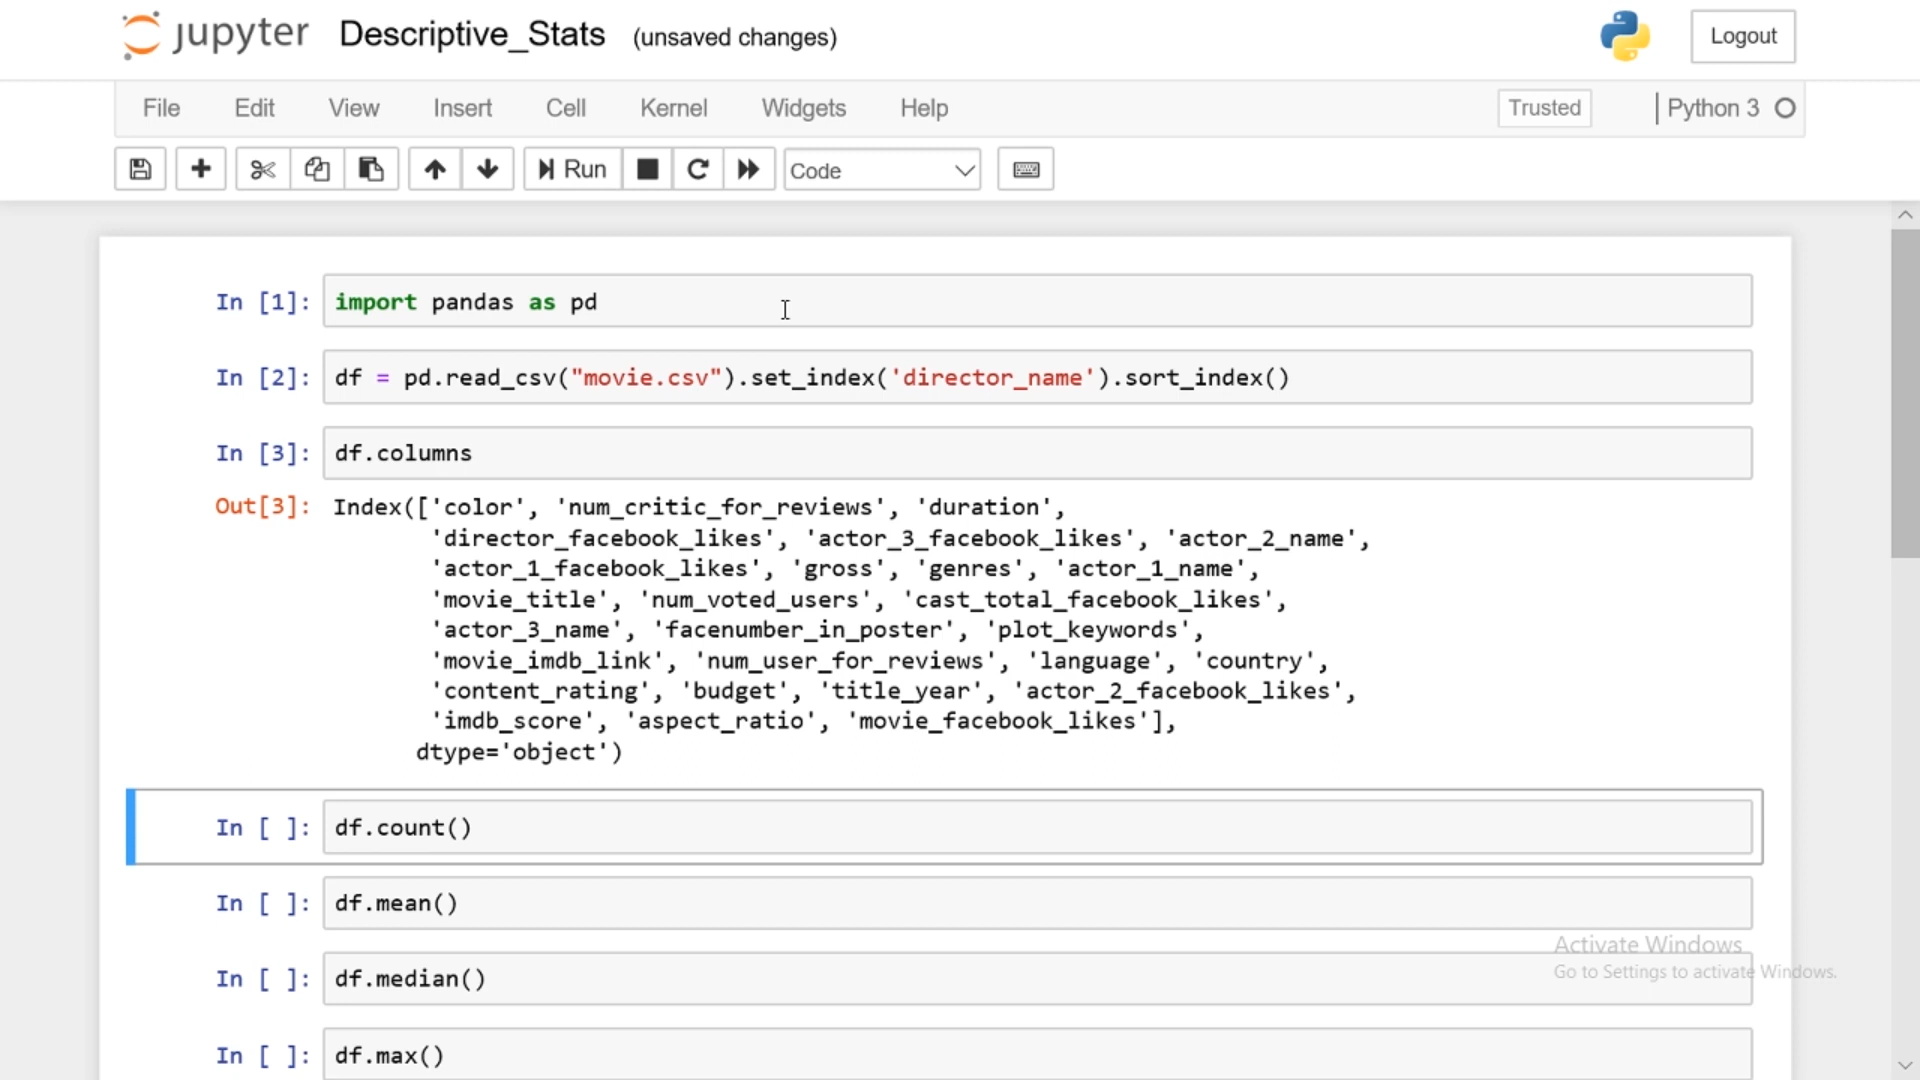 jupyter Descriptive_Stats (unsaved changes) Logout
File Edit View Insert Cell Kernel Widgets Help Trusted Python 3
Run Code
In [1]: import pandas as pd
In [2]: df = pd.read_csv("movie.csv").set_index('director_name').sort_index()
In [3]: df.columns
Out[3]: Index(['color', 'num_critic_for_reviews', 'duration',
'director_facebook_likes', 'actor_3_facebook_likes', 'actor_2_name',
'actor_1_facebook_likes', 'gross', 'genres', 'actor_1_name',
'movie_title', 'num_voted_users', 'cast_total_facebook_likes',
'actor_3_name', 'facenumber_in_poster', 'plot_keywords',
'movie_imdb_link', 'num_user_for_reviews', 'language', 'country',
'content_rating', 'budget', 'title_year', 'actor_2_facebook_likes',
'imdb_score', 'aspect_ratio', 'movie_facebook_likes'],
dtype='object')
In [ ]: df.count()
In [ ]: df.mean()
Activate Windows
Go to Settings to activate Windows.
In [ ]: df.median()
In [ ]: df.max()